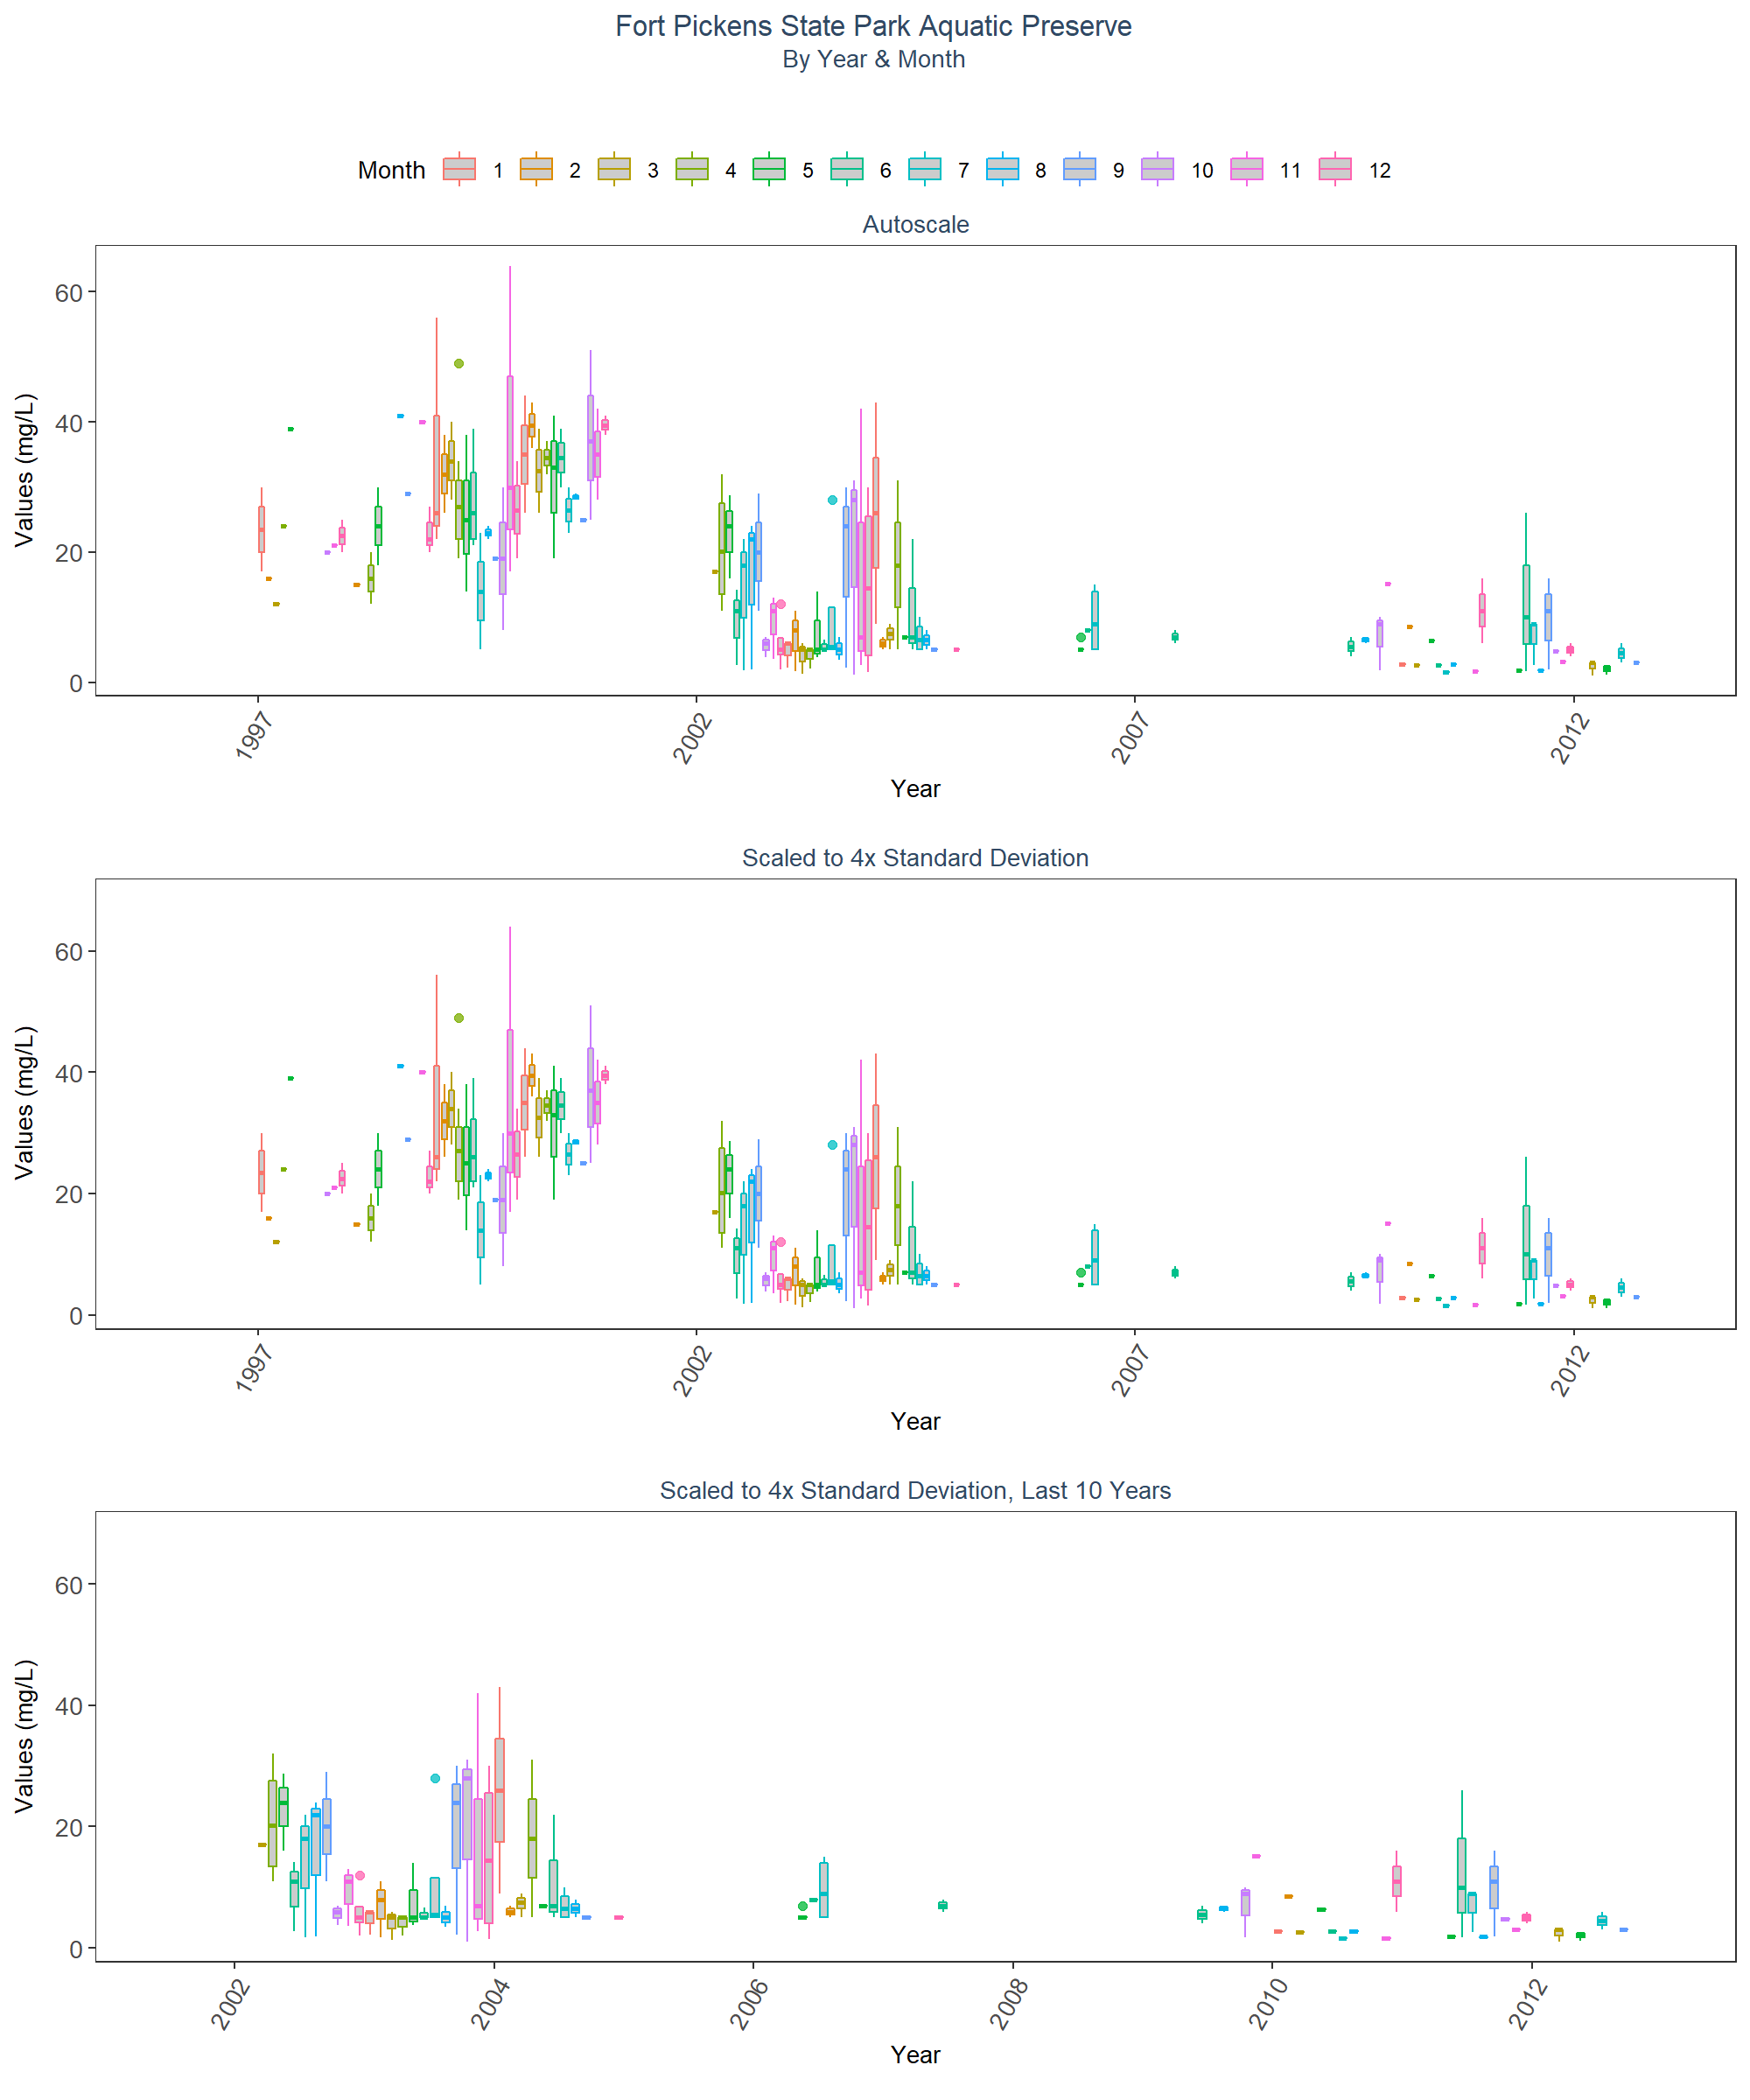 Fort Pickens State Park Aquatic Preserve
By Year & Month
Month 1 2 3 4 5 6 7 8 9 10 11 12
Autoscale
Values (mg/L)
60
40
20
0
1997 2002 2007 2012
Year
Scaled to 4x Standard Deviation
Values (mg/L)
60
40
20
0
1997 2002 2007 2012
Year
Scaled to 4x Standard Deviation, Last 10 Years
Values (mg/L)
60
40
20
0
2002 2004 2006 2008 2010 2012
Year